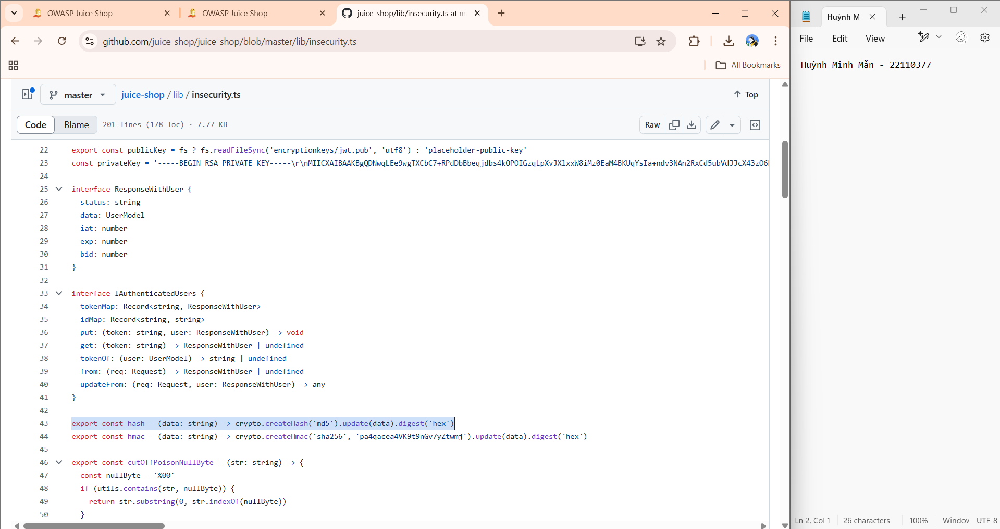 OWASP Juice Shop
OWASP Juice Shop
juice-shop/lib/insecurity.ts at m
github.com/juice-shop/juice-shop/blob/master/lib/insecurity.ts
All Bookmarks
master
juice-shop / lib / insecurity.ts
Top
Code Blame 201 lines (178 loc) · 7.77 KB
Raw
22 export const publicKey = fs ? fs.readFileSync('encryptionkeys/jwt.pub', 'utf8') : 'placeholder-public-key'
23 const privateKey = '-----BEGIN RSA PRIVATE KEY-----\r\nMIICXAIBAAKBgQDNwqLEe9wgTXCbC7+RPdDbBbeqjdbs4kOPOIGzqLpXvJXlxxW8iMz0EaM4BKUqYsIa+ndv3NAn2RxCd5ubVdJJcX43zO6
24
25 interface ResponseWithUser {
26 status: string
27 data: UserModel
28 iat: number
29 exp: number
30 bid: number
31 }
32
33 interface IAuthenticatedUsers {
34 tokenMap: Record<string, ResponseWithUser>
35 idMap: Record<string, string>
36 put: (token: string, user: ResponseWithUser) => void
37 get: (token: string) => ResponseWithUser | undefined
38 tokenOf: (user: UserModel) => string | undefined
39 from: (req: Request) => ResponseWithUser | undefined
40 updateFrom: (req: Request, user: ResponseWithUser) => any
41 }
42
43 export const hash = (data: string) => crypto.createHash('md5').update(data).digest('hex')
44 export const hmac = (data: string) => crypto.createHmac('sha256', 'pa4qacea4VK9t9nGv7yZtwmj').update(data).digest('hex')
45
46 export const cutOffPoisonNullByte = (str: string) => {
47 const nullByte = '%00'
48 if (utils.contains(str, nullByte)) {
49 return str.substring(0, str.indexOf(nullByte))
50 }
Huỳnh M
File Edit View
Huỳnh Minh Mẫn - 22110377
Ln 2, Col 1 26 characters 100% Window UTF-8